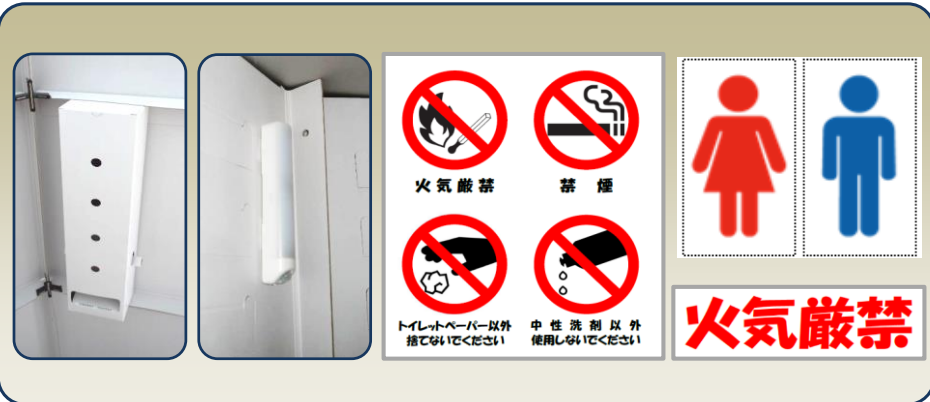 火気厳禁
禁煙
トイレットペーパー以外
捨てないでください
中性洗剤以外
使用しないでください
火気厳禁